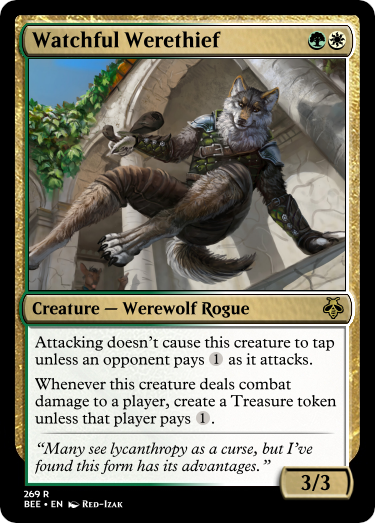 Watchful Werethief
Creature — Werewolf Rogue
Attacking doesn't cause this creature to tap
unless an opponent pays 1 as it attacks.
Whenever this creature deals combat
damage to a player, create a Treasure token
unless that player pays 1.
“Many see lycanthropy as a curse, but I've
found this form has its advantages.”
3/3
269 R
BEE • EN Red-Izak